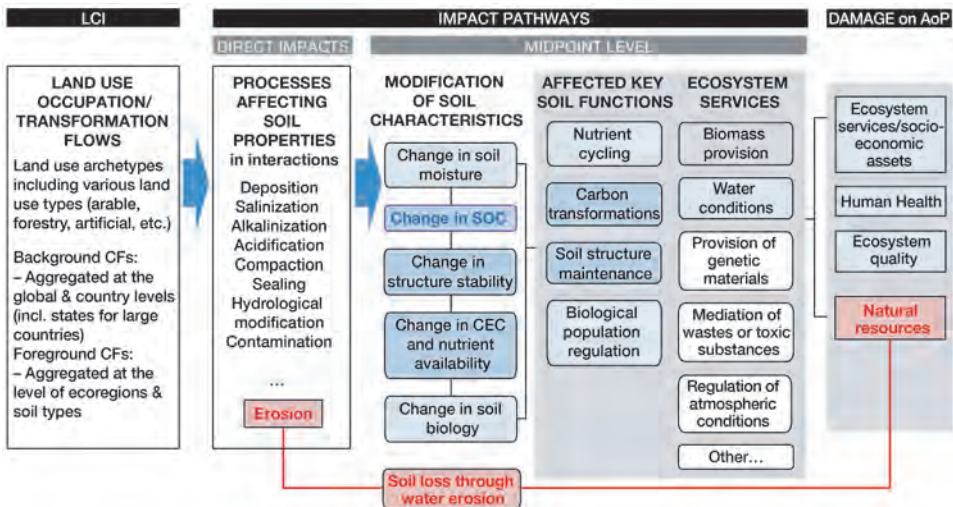 LCI
IMPACT PATHWAYS
DAMAGE on AoP
DIRECT IMPACTS
MIDPOINT LEVEL
LAND USE
OCCUPATION/
TRANSFORMATION
FLOWS
Land use archetypes
including various land
use types (arable,
forestry, artificial, etc.)
Background CFs:
– Aggregated at the
global & country levels
(incl. states for large
countries)
Foreground CFs:
– Aggregated at the
level of ecoregions &
soil types
PROCESSES
AFFECTING
SOIL
PROPERTIES
in interactions
Deposition
Salinization
Alkalinization
Acidification
Compaction
Sealing
Hydrological
modification
Contamination
...
Erosion
MODIFICATION
OF SOIL
CHARACTERISTICS
Change in soil
moisture
Change in SOC
Change in
structure stability
Change in CEC
and nutrient
availability
Change in soil
biology
Soil loss through
water erosion
AFFECTED KEY
SOIL FUNCTIONS
Nutrient
cycling
Carbon
transformations
Soil structure
maintenance
Biological
population
regulation
ECOSYSTEM
SERVICES
Biomass
provision
Water
conditions
Provision of
genetic
materials
Mediation of
wastes or toxic
substances
Regulation of
atmospheric
conditions
Other...
Ecosystem
services/socio-
economic
assets
Human Health
Ecosystem
quality
Natural
resources